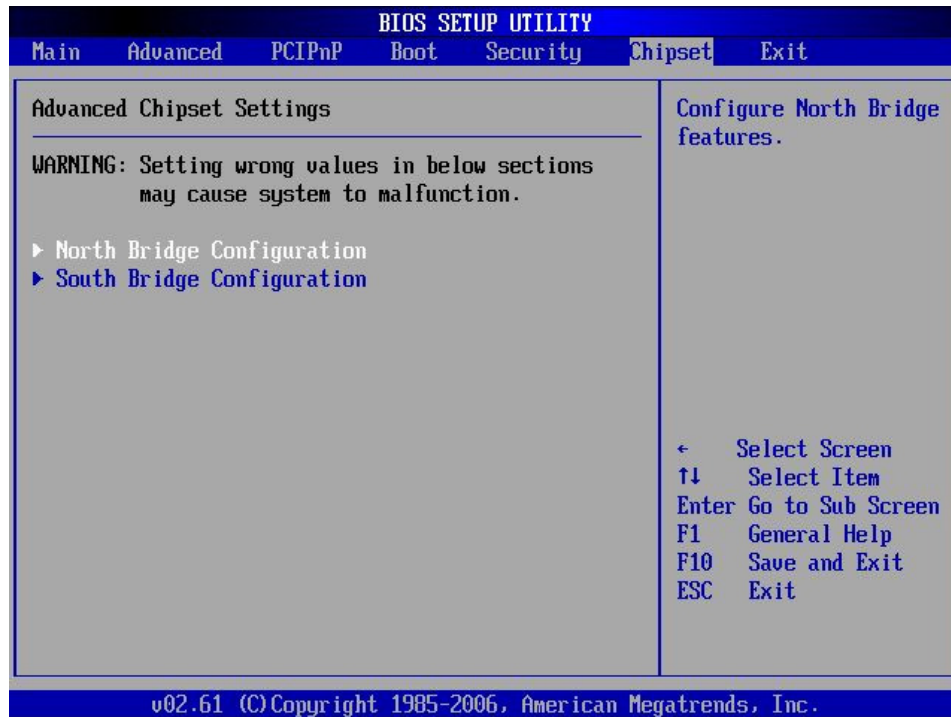 BIOS SETUP UTILITY
Main Advanced PCIPnP Boot Security Chipset Exit
Advanced Chipset Settings
WARNING: Setting wrong values in below sections
may cause system to malfunction.
▶ North Bridge Configuration
▶ South Bridge Configuration
Configure North Bridge
features.
← Select Screen
↑↓ Select Item
Enter Go to Sub Screen
F1 General Help
F10 Save and Exit
ESC Exit
v02.61 (C)Copyright 1985-2006, American Megatrends, Inc.